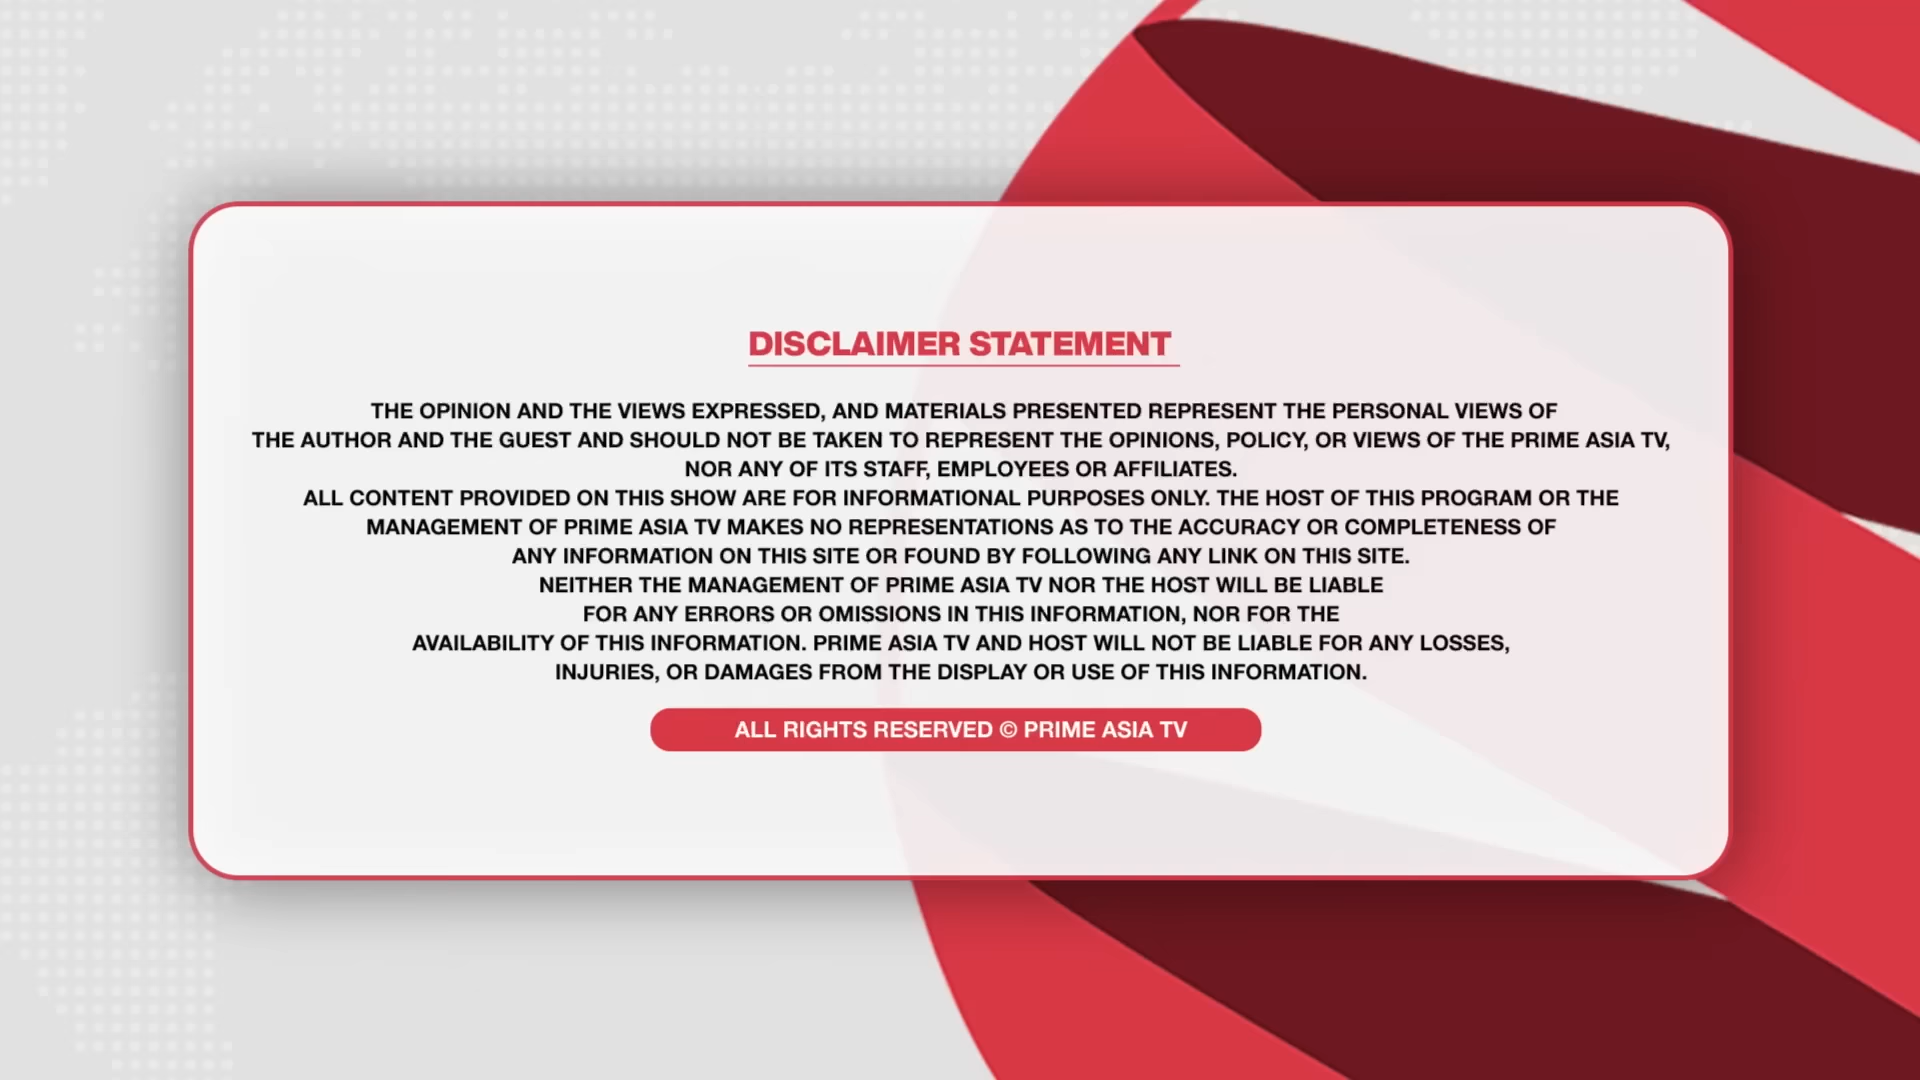 DISCLAIMER STATEMENT
THE OPINION AND THE VIEWS EXPRESSED, AND MATERIALS PRESENTED REPRESENT THE PERSONAL VIEWS OF
THE AUTHOR AND THE GUEST AND SHOULD NOT BE TAKEN TO REPRESENT THE OPINIONS, POLICY, OR VIEWS OF THE PRIME ASIA TV,
NOR ANY OF ITS STAFF, EMPLOYEES OR AFFILIATES.
ALL CONTENT PROVIDED ON THIS SHOW ARE FOR INFORMATIONAL PURPOSES ONLY. THE HOST OF THIS PROGRAM OR THE
MANAGEMENT OF PRIME ASIA TV MAKES NO REPRESENTATIONS AS TO THE ACCURACY OR COMPLETENESS OF
ANY INFORMATION ON THIS SITE OR FOUND BY FOLLOWING ANY LINK ON THIS SITE.
NEITHER THE MANAGEMENT OF PRIME ASIA TV NOR THE HOST WILL BE LIABLE
FOR ANY ERRORS OR OMISSIONS IN THIS INFORMATION, NOR FOR THE
AVAILABILITY OF THIS INFORMATION. PRIME ASIA TV AND HOST WILL NOT BE LIABLE FOR ANY LOSSES,
INJURIES, OR DAMAGES FROM THE DISPLAY OR USE OF THIS INFORMATION.
ALL RIGHTS RESERVED © PRIME ASIA TV